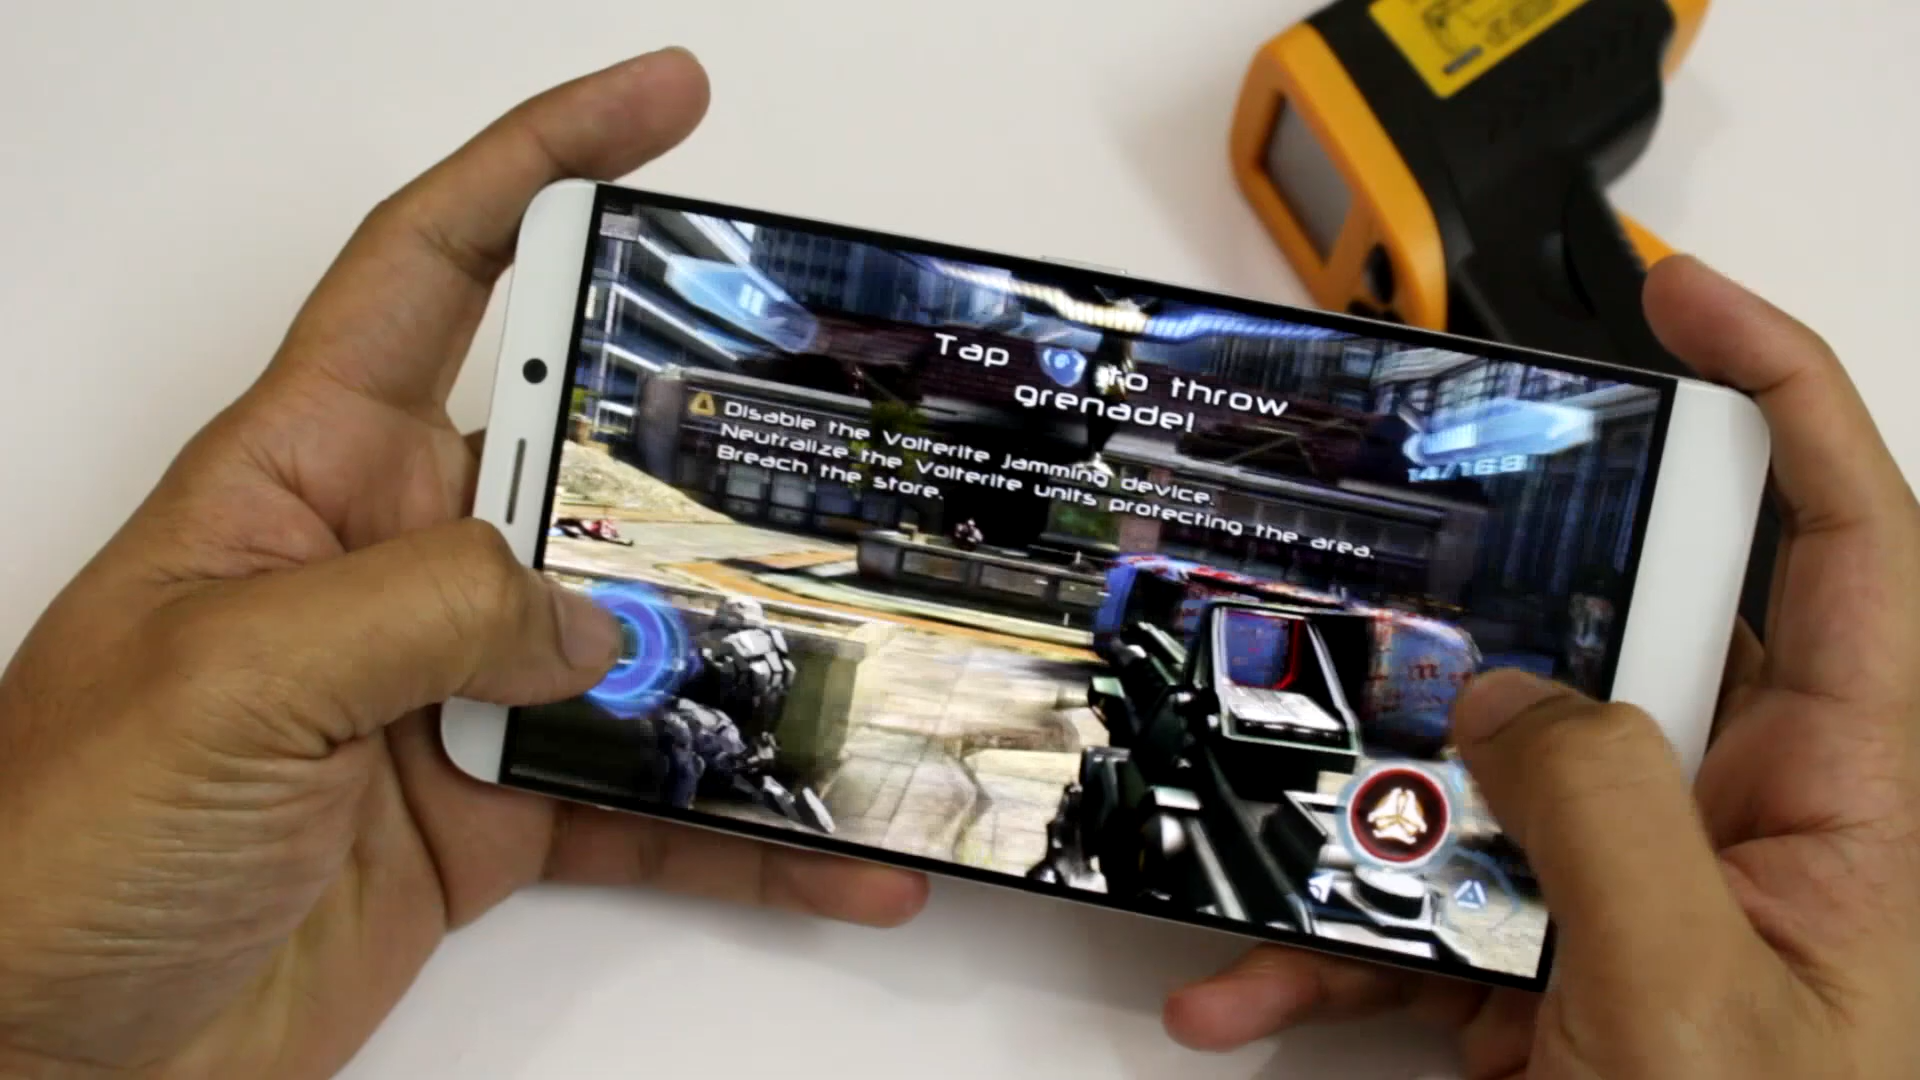 Tap to throw
grenade!
Disable the Volterite jamming device.
Neutralize the Volterite units protecting the area.
Breach the store.
14/168